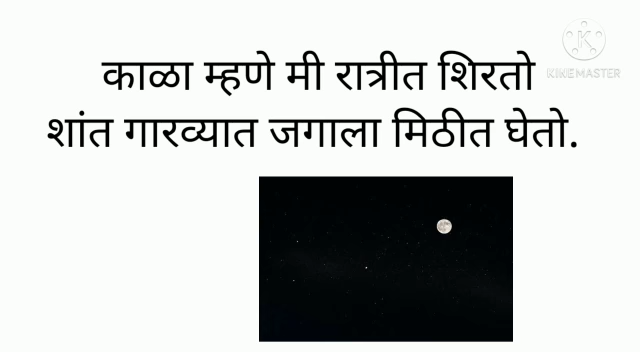 काळा म्हणे मी रात्रीत शिरतो
शांत गारव्यात जगाला मिठीत घेतो.
K
KINEMASTER